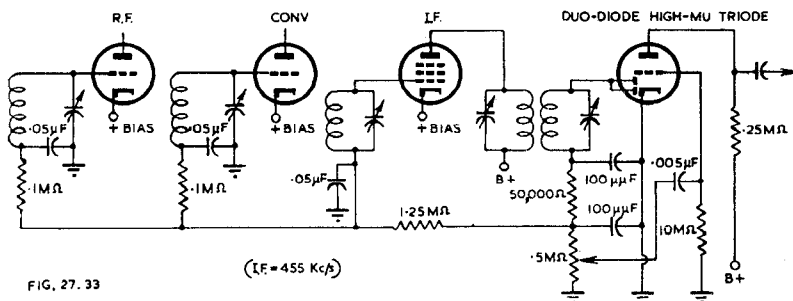 R.F.
CONV
I.F.
DUO-DIODE HIGH-MU TRIODE
.05µF
+ BIAS
.05µF
+BIAS
+BIAS
.25MΩ
.1MΩ
.1MΩ
.05µF
B+
50,000Ω
100µµF
.005µF
1·25MΩ
100µµF
.5MΩ
10MΩ
B+
(I.F. = 455 Kc/s)
FIG. 27.33